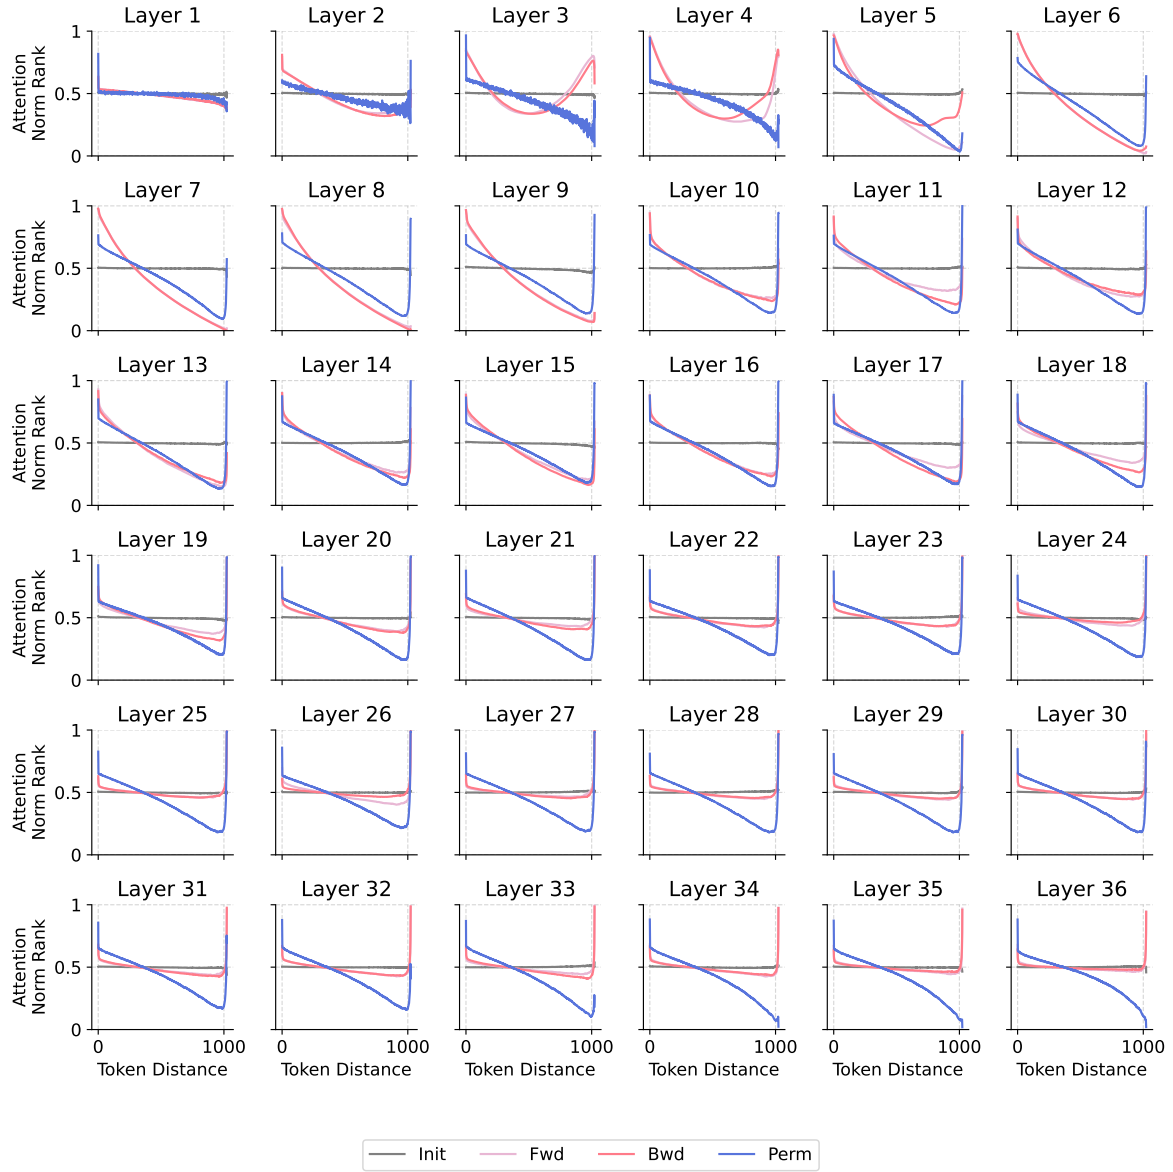 Layer 1 Layer 2 Layer 3 Layer 4 Layer 5 Layer 6
1
0.5
0
Attention
Norm Rank
Layer 7 Layer 8 Layer 9 Layer 10 Layer 11 Layer 12
1
0.5
0
Attention
Norm Rank
Layer 13 Layer 14 Layer 15 Layer 16 Layer 17 Layer 18
1
0.5
0
Attention
Norm Rank
Layer 19 Layer 20 Layer 21 Layer 22 Layer 23 Layer 24
1
0.5
0
Attention
Norm Rank
Layer 25 Layer 26 Layer 27 Layer 28 Layer 29 Layer 30
1
0.5
0
Attention
Norm Rank
Layer 31 Layer 32 Layer 33 Layer 34 Layer 35 Layer 36
1
0.5
0
Attention
Norm Rank
0 1000 0 1000 0 1000 0 1000 0 1000 0 1000
Token Distance Token Distance Token Distance Token Distance Token Distance Token Distance
Init Fwd Bwd Perm